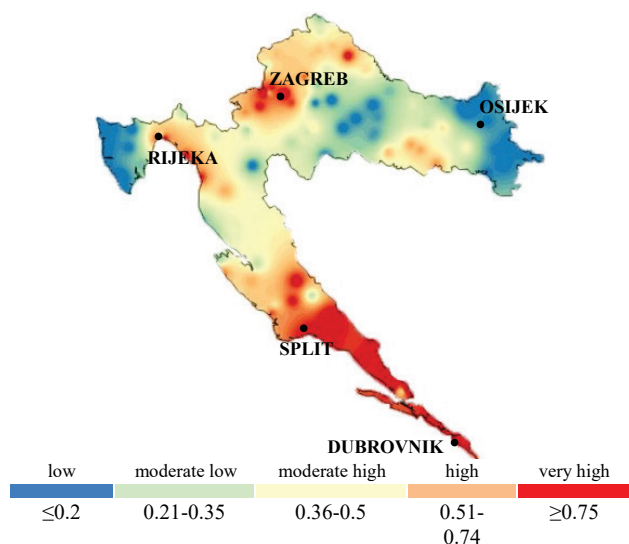 ZAGREB
OSIJEK
RIJEKA
SPLIT
DUBROVNIK
low moderate low moderate high high very high
≤0.2 0.21-0.35 0.36-0.5 0.51- ≥0.75
0.74